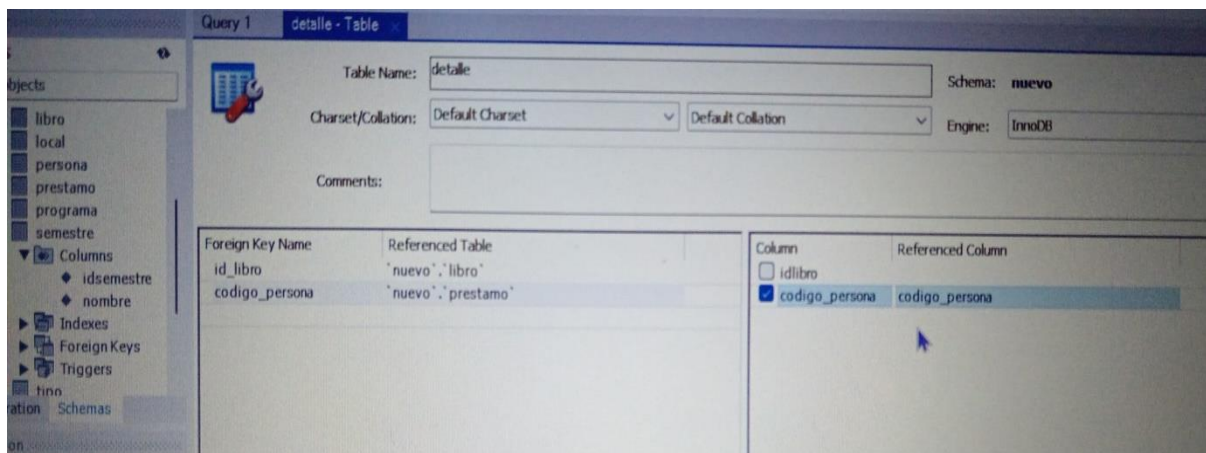 Query 1 detalle - Table
Table Name: detalle
Schema: nuevo
Charset/Collation: Default Charset Default Collation
Engine: InnoDB
Comments:
bjects
libro
local
persona
prestamo
programa
semestre
Columns
idsemestre
nombre
Indexes
Foreign Keys
Triggers
tipo
ration Schemas
on
Foreign Key Name Referenced Table
id_libro `nuevo`.`libro`
codigo_persona `nuevo`.`prestamo`
Column Referenced Column
idlibro
codigo_persona codigo_persona